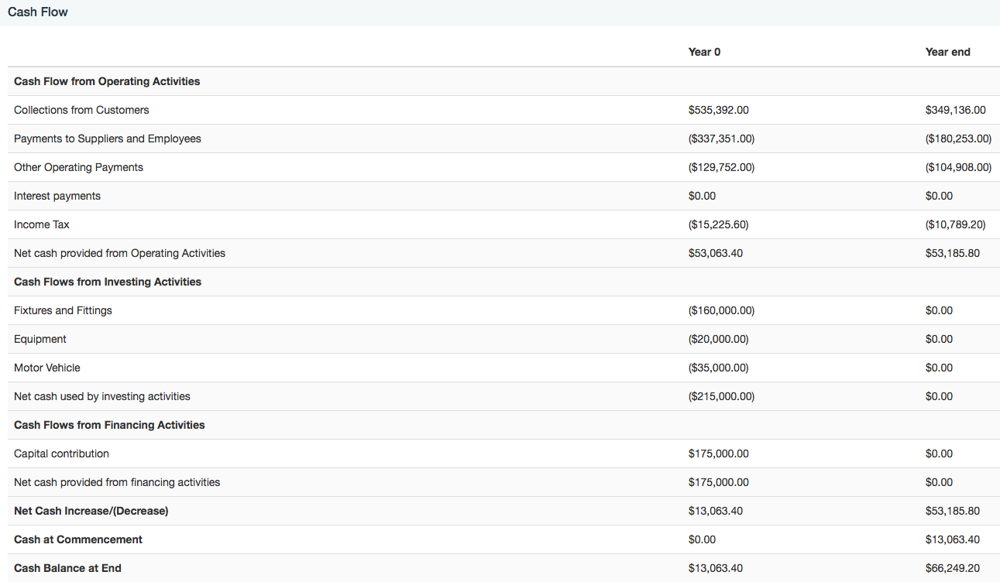 Cash Flow
Year 0 Year end
Cash Flow from Operating Activities
Collections from Customers $535,392.00 $349,136.00
Payments to Suppliers and Employees ($337,351.00) ($180,253.00)
Other Operating Payments ($129,752.00) ($104,908.00)
Interest payments $0.00 $0.00
Income Tax ($15,225.60) ($10,789.20)
Net cash provided from Operating Activities $53,063.40 $53,185.80
Cash Flows from Investing Activities
Fixtures and Fittings ($160,000.00) $0.00
Equipment ($20,000.00) $0.00
Motor Vehicle ($35,000.00) $0.00
Net cash used by investing activities ($215,000.00) $0.00
Cash Flows from Financing Activities
Capital contribution $175,000.00 $0.00
Net cash provided from financing activities $175,000.00 $0.00
Net Cash Increase/(Decrease) $13,063.40 $53,185.80
Cash at Commencement $0.00 $13,063.40
Cash Balance at End $13,063.40 $66,249.20